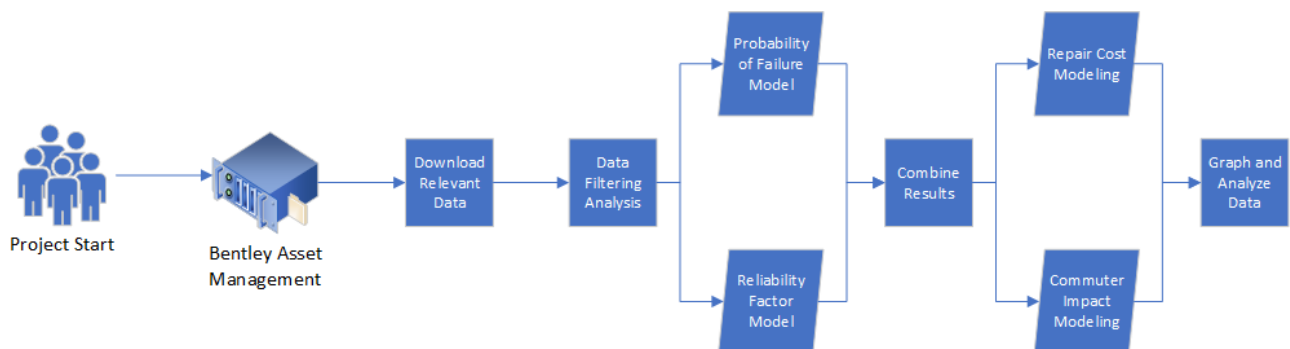 Project Start
Bentley Asset
Management
Download
Relevant
Data
Data
Filtering
Analysis
Probability
of Failure
Model
Reliability
Factor
Model
Combine
Results
Repair Cost
Modeling
Commuter
Impact
Modeling
Graph and
Analyze
Data